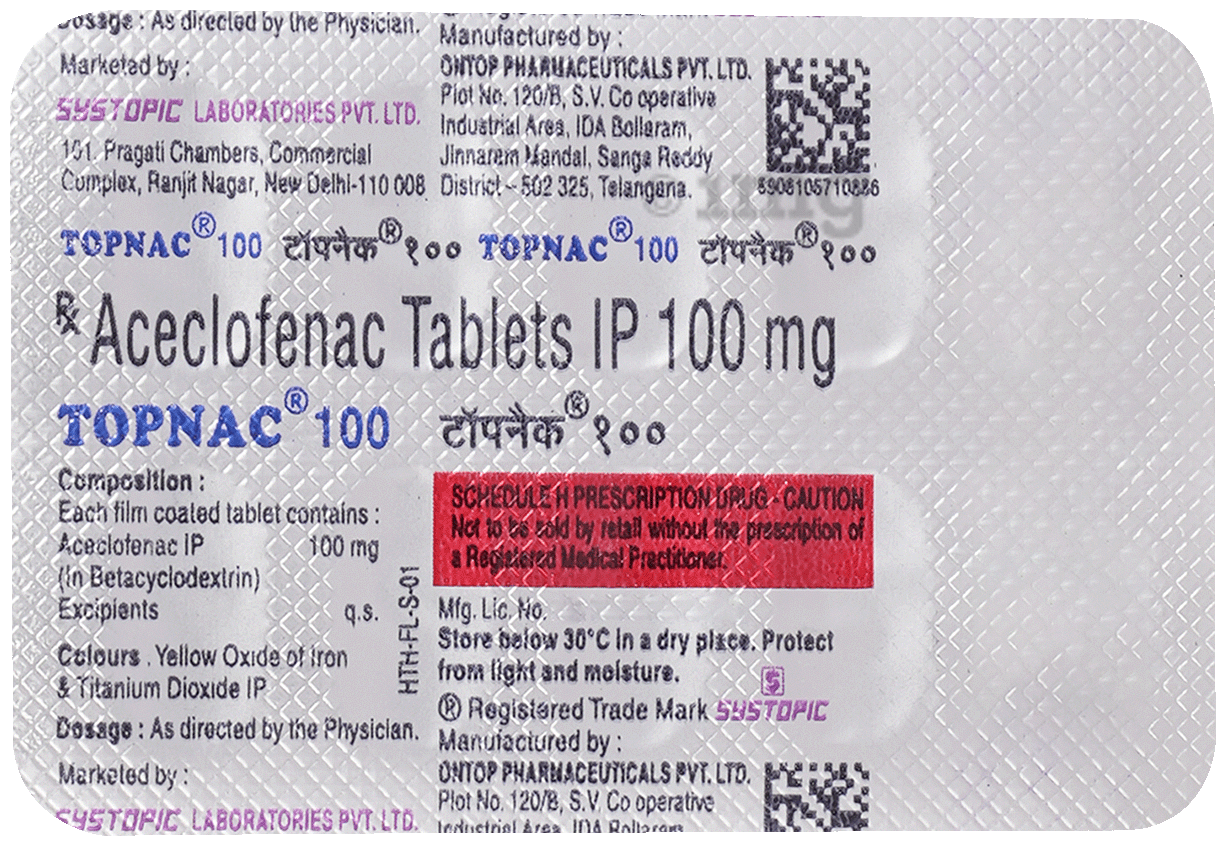 Dosage : As directed by the Physician.
Marketed by :
SYSTOPIC LABORATORIES PVT. LTD.
101, Pragati Chambers, Commercial
Complex, Ranjit Nagar, New Delhi-110 008
Manufactured by :
ONTOP PHARMACEUTICALS PVT. LTD.
Plot No. 120/B, S.V. Co operative
Industrial Area, IDA Bollaram,
Jinnaram Mandal, Sanga Reddy
District – 502 325, Telangana.
8908105710886
1mg
TOPNAC® 100 टॉपनैक® १०० TOPNAC® 100 टॉपनैक® १००
℞ Aceclofenac Tablets IP 100 mg
TOPNAC® 100 टॉपनैक® १००
Composition :
Each film coated tablet contains :
Aceclofenac IP 100 mg
(In Betacyclodextrin)
Excipients q.s.
Colours : Yellow Oxide of Iron
& Titanium Dioxide IP
Dosage : As directed by the Physician.
Marketed by :
SYSTOPIC LABORATORIES PVT. LTD.
HTH-FL-S-01
SCHEDULE H PRESCRIPTION DRUG - CAUTION
Not to be sold by retail without the prescription of
a Registered Medical Practitioner.
Mfg. Lic. No.
Store below 30°C in a dry place. Protect
from light and moisture.
® Registered Trade Mark SYSTOPIC
Manufactured by :
ONTOP PHARMACEUTICALS PVT. LTD.
Plot No. 120/B, S.V. Co operative
Industrial Area, IDA Bollaram,